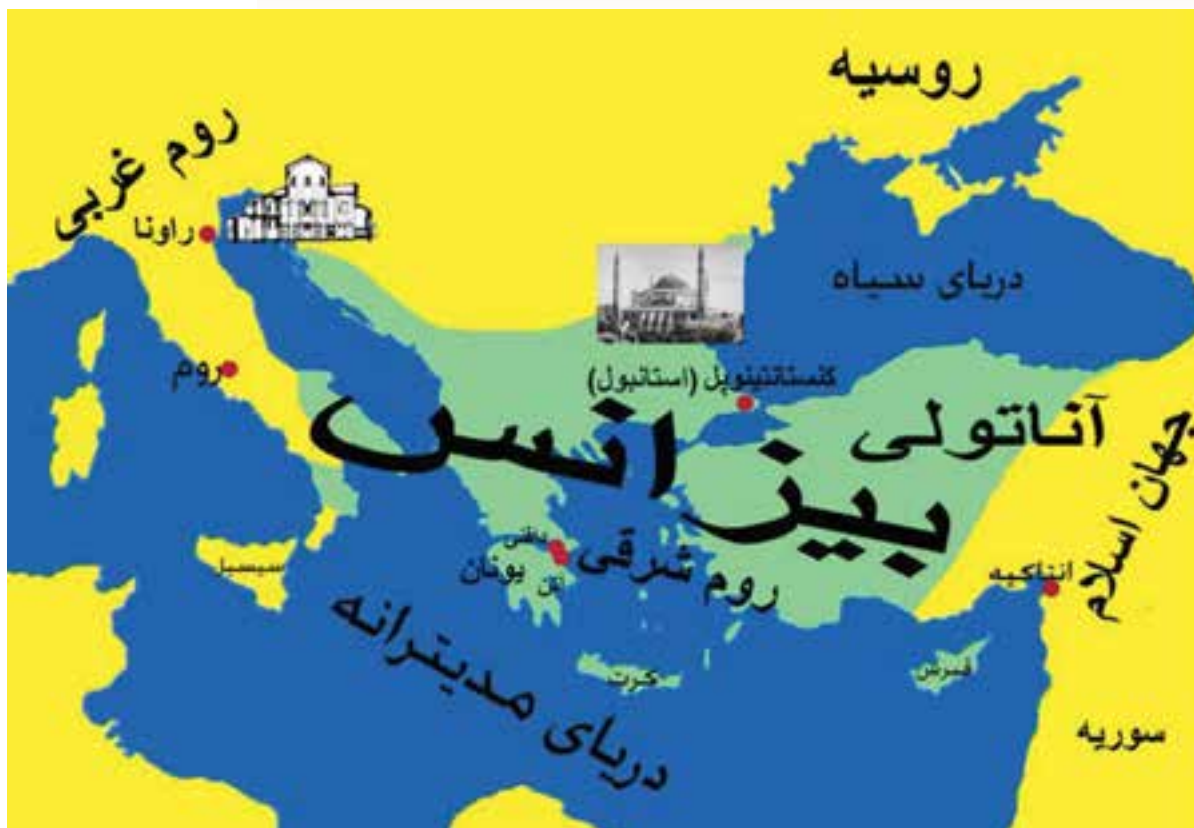 روسیه
روم غربی
راونا
دریای سیاه
روم
کنستانتینوپل (استانبول)
آناتولی
بیزانس
جهان اسلام
دافنی
یونان
روم شرقی
سیسیل
انتاکیه
دریای مدیترانه
کرت
قبرس
سوریه